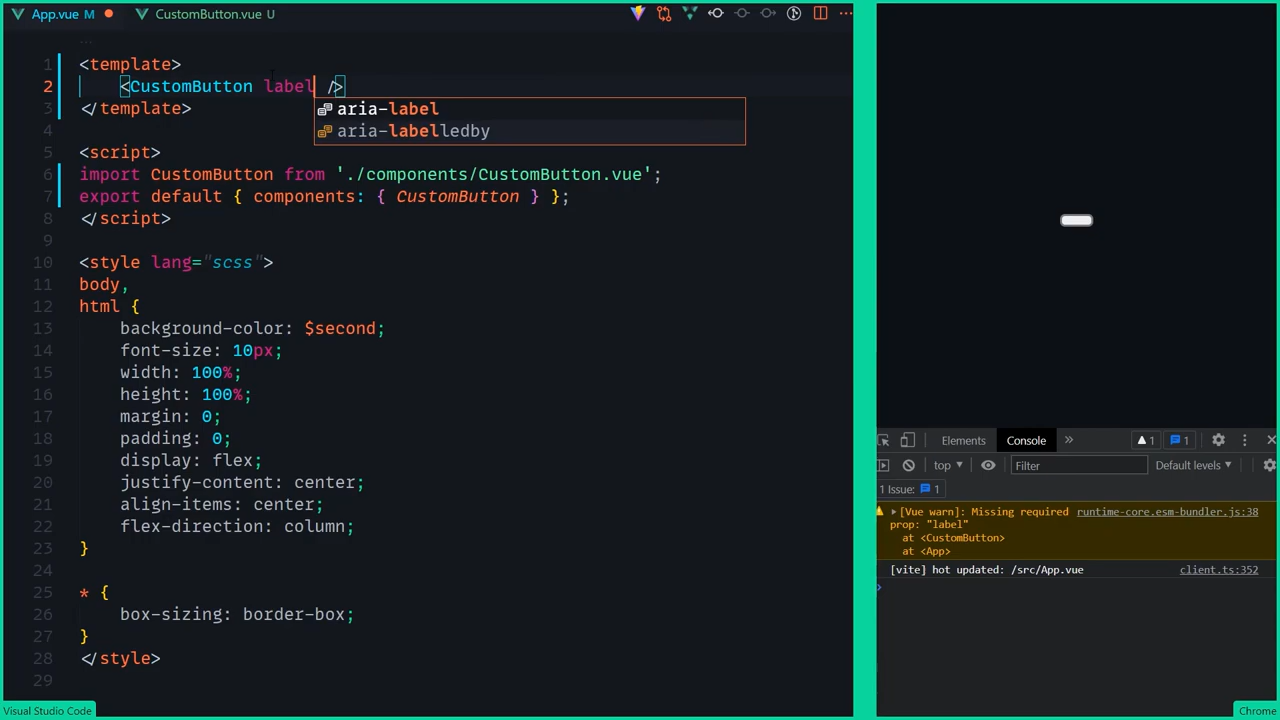 App.vue M
CustomButton.vue U
...
1 <template>
2 <CustomButton label />
aria-label
aria-labelledby
3 </template>
4
5 <script>
6 import CustomButton from './components/CustomButton.vue';
7 export default { components: { CustomButton } };
8 </script>
9
10 <style lang="scss">
11 body,
12 html {
13 background-color: $second;
14 font-size: 10px;
15 width: 100%;
16 height: 100%;
17 margin: 0;
18 padding: 0;
19 display: flex;
20 justify-content: center;
21 align-items: center;
22 flex-direction: column;
23 }
24
25 * {
26 box-sizing: border-box;
27 }
28 </style>
29
Visual Studio Code
Elements Console » 1 1
top Filter Default levels
1 Issue: 1
[Vue warn]: Missing required runtime-core.esm-bundler.js:38
prop: "label"
at <CustomButton>
at <App>
[vite] hot updated: /src/App.vue client.ts:352
Chrome